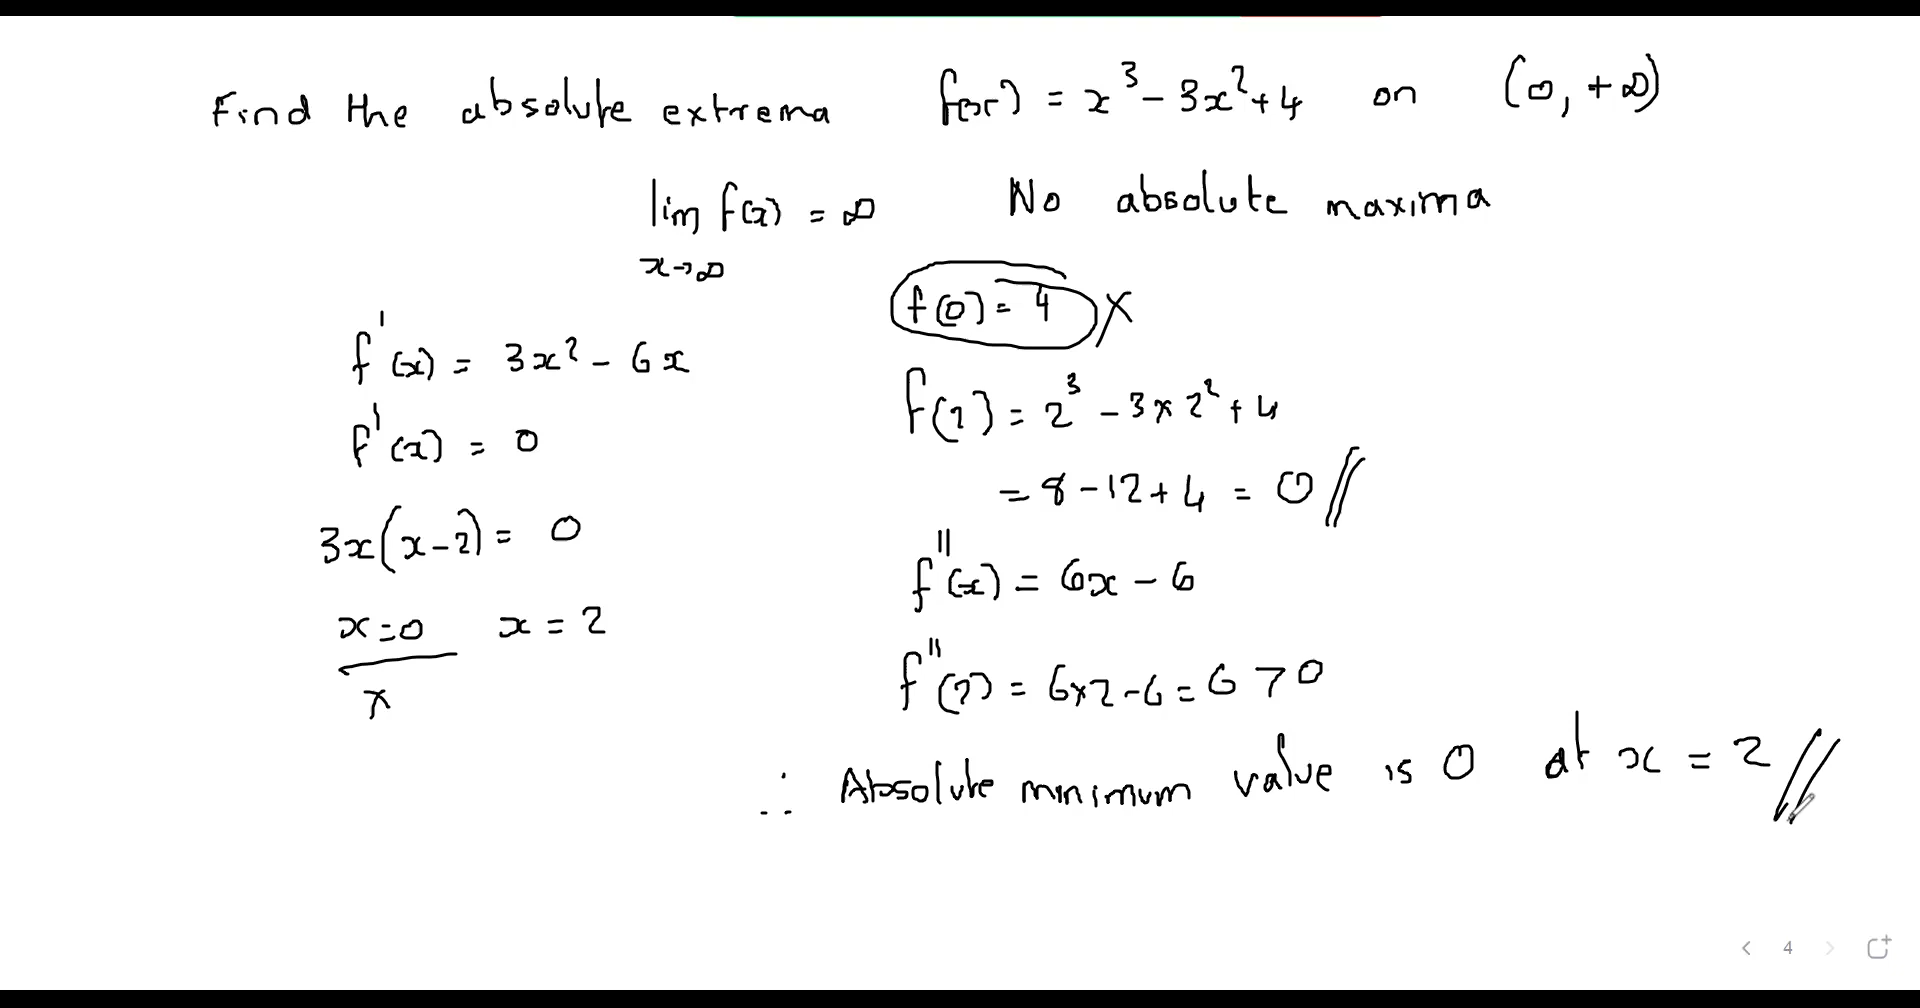 Find the absolute extrema f(x) = x³ - 3x² + 4 on (0, +∞)
lim f(x) = ∞ No absolute maxima
x→∞
f(0) = 4 X
f'(x) = 3x² - 6x
f(2) = 2³ - 3×2² + 4
f'(x) = 0
= 8 - 12 + 4 = 0 //
3x(x-2) = 0
f''(x) = 6x - 6
x=0 x = 2
x
f''(2) = 6×2 - 6 = 6 > 0
∴ Absolute minimum value is 0 at x = 2 //
< 4 >